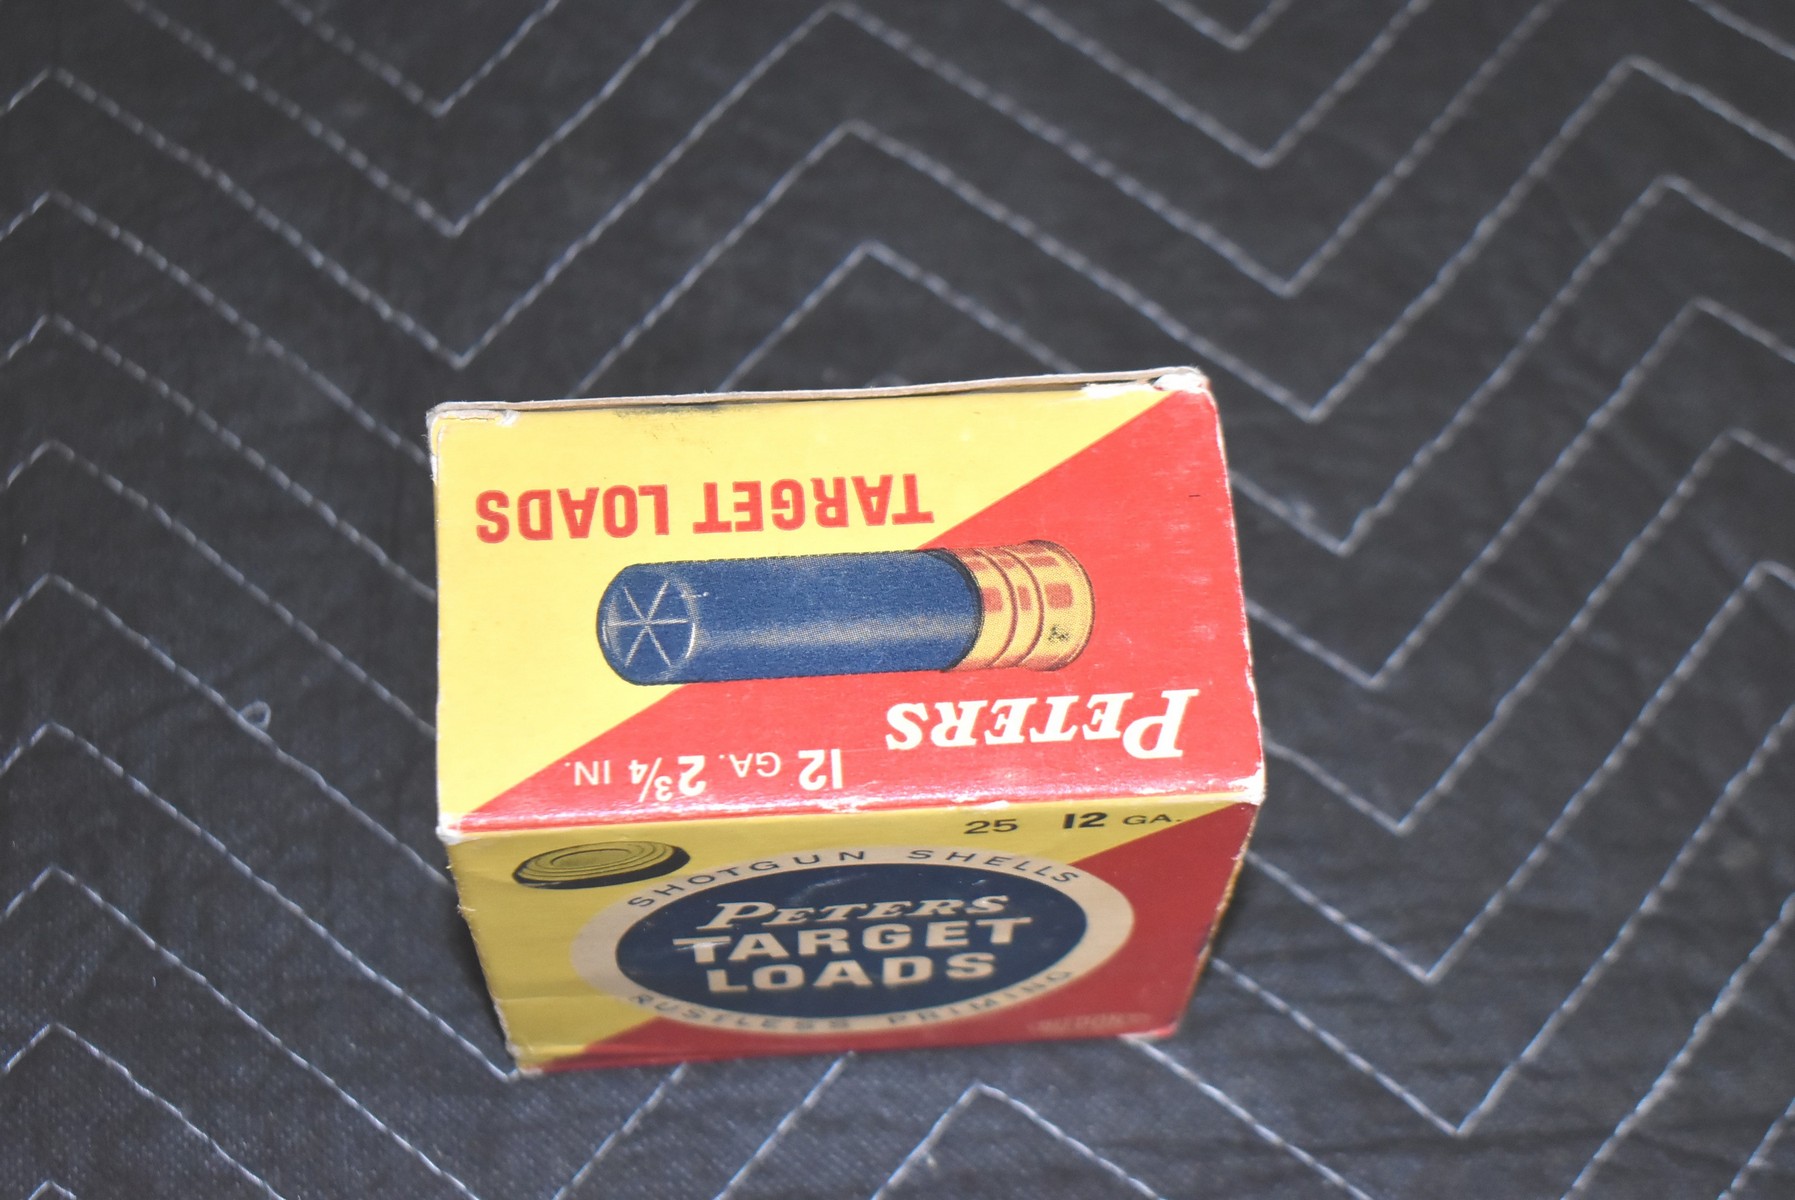 PETERS
12 GA. 2¾ IN.
TARGET LOADS
25 12 GA.
SHOTGUN SHELLS
PETERS
TARGET
LOADS
RUSTLESS PRIMING